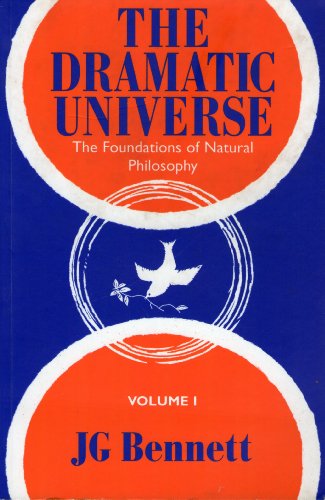 THE
DRAMATIC
UNIVERSE
The Foundations of Natural
Philosophy
VOLUME I
JG Bennett